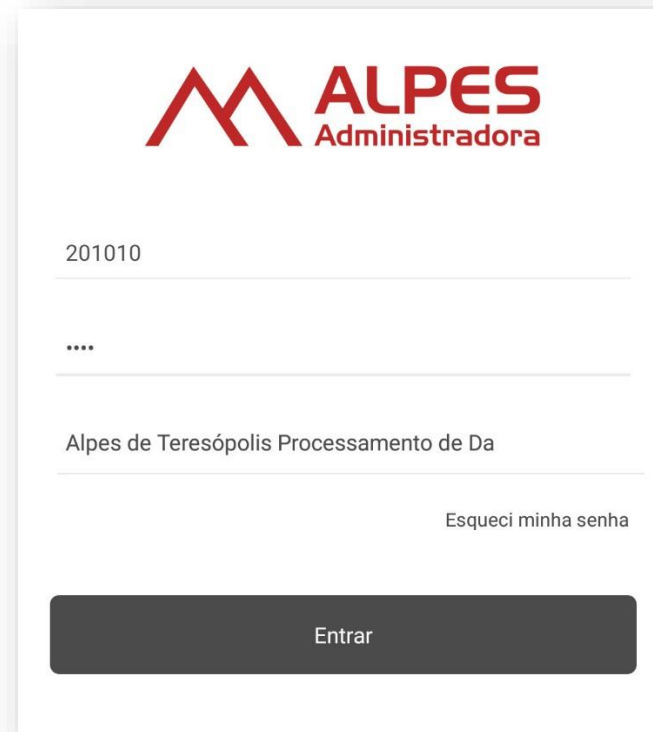 ALPES
Administradora
201010
••••
Alpes de Teresópolis Processamento de Da
Esqueci minha senha
Entrar